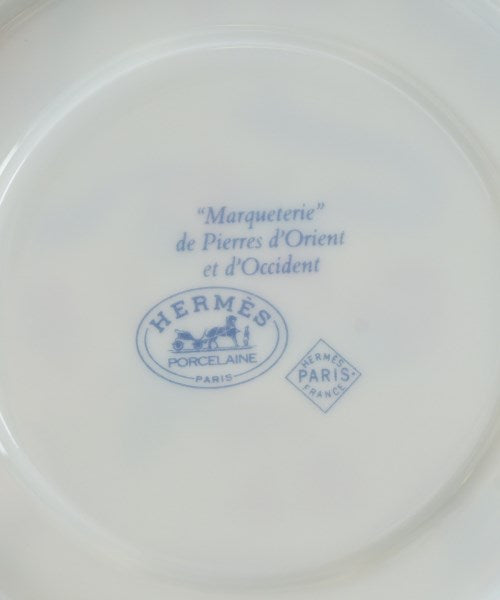 "Marqueterie"
de Pierres d'Orient
et d'Occident
HERMÈS
PORCELAINE
PARIS
HERMÈS
PARIS
FRANCE